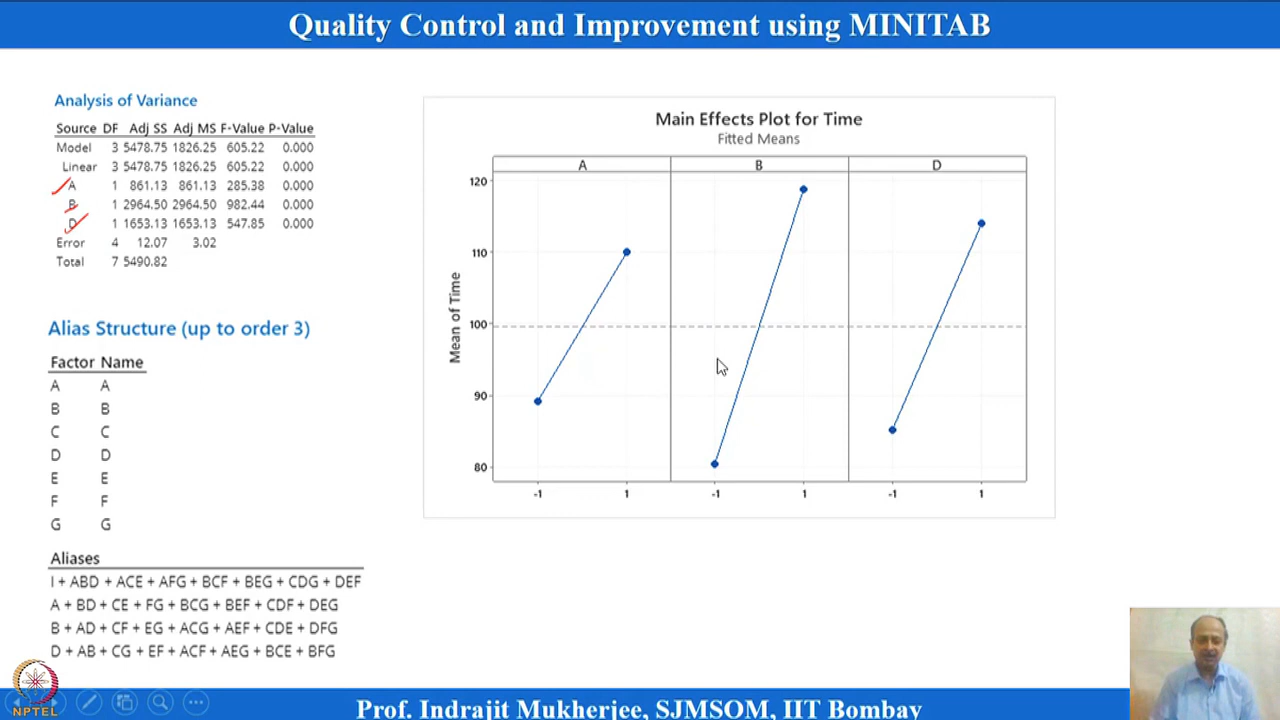 Quality Control and Improvement using MINITAB
Analysis of Variance
Source DF Adj SS Adj MS F-Value P-Value
Model 3 5478.75 1826.25 605.22 0.000
Linear 3 5478.75 1826.25 605.22 0.000
A 1 861.13 861.13 285.38 0.000
B 1 2964.50 2964.50 982.44 0.000
D 1 1653.13 1653.13 547.85 0.000
Error 4 12.07 3.02
Total 7 5490.82
Alias Structure (up to order 3)
Factor Name
A A
B B
C C
D D
E E
F F
G G
Aliases
I + ABD + ACE + AFG + BCF + BEG + CDG + DEF
A + BD + CE + FG + BCG + BEF + CDF + DEG
B + AD + CF + EG + ACG + AEF + CDE + DFG
D + AB + CG + EF + ACF + AEG + BCE + BFG
Main Effects Plot for Time
Fitted Means
A B D
Mean of Time
120
110
100
90
80
-1 1 -1 1 -1 1
NPTEL
Prof. Indrajit Mukherjee, SJMSOM, IIT Bombay